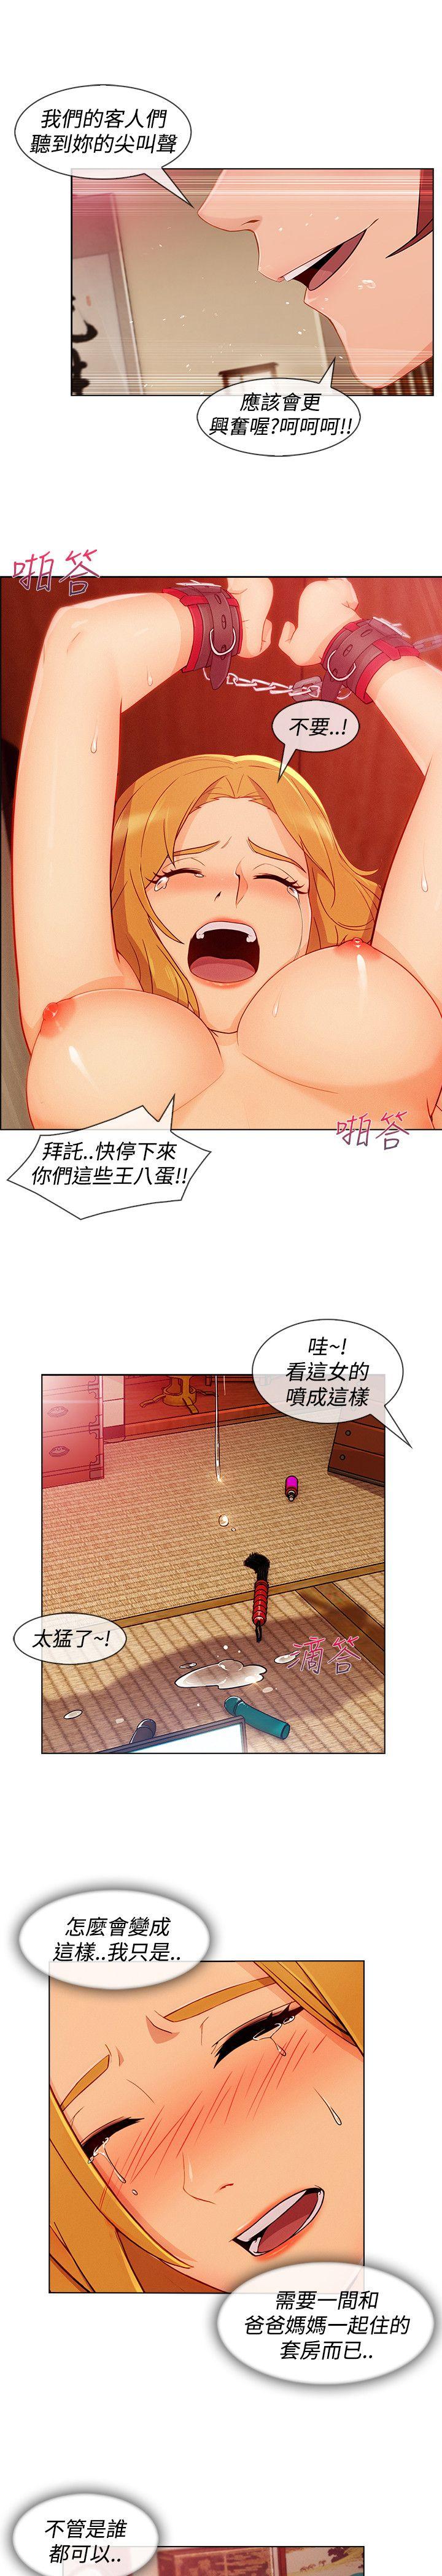 我們的客人們
聽到妳的尖叫聲
應該會更
興奮喔?呵呵呵!!
啪答
不要..!
啪答
拜託..快停下來
你們這些王八蛋!!
哇~!
看這女的
噴成這樣
太猛了~!
滴答
怎麼會變成
這樣..我只是..
需要一間和
爸爸媽媽一起住的
套房而已..
不管是誰
都可以..